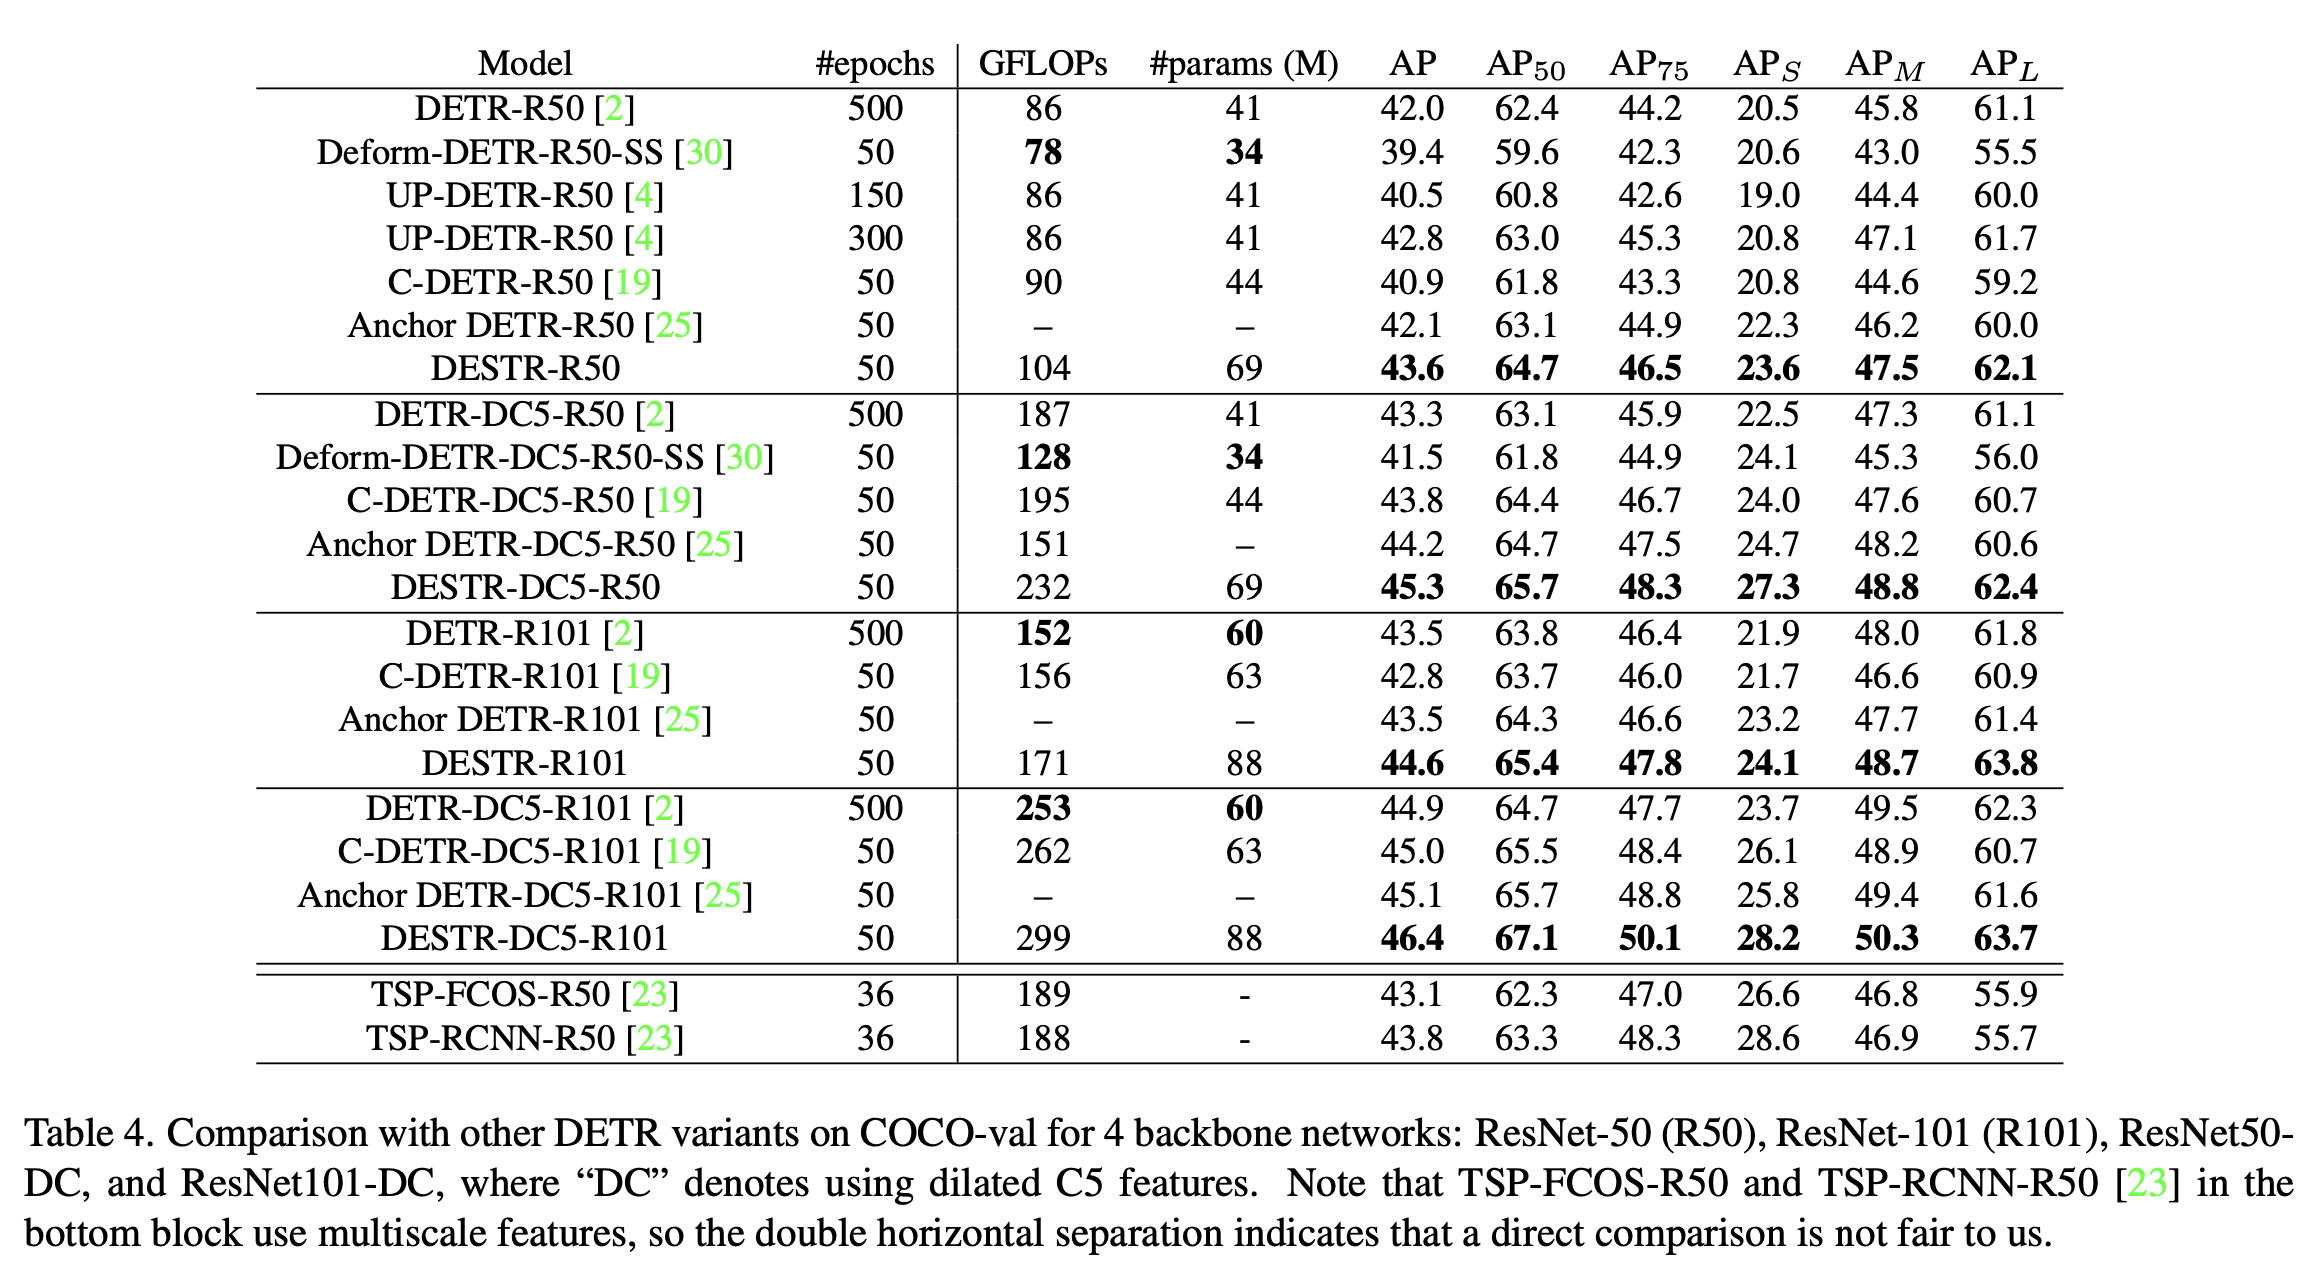 Model #epochs GFLOPs #params (M) AP AP50 AP75 APS APM APL
DETR-R50 [2] 500 86 41 42.0 62.4 44.2 20.5 45.8 61.1
Deform-DETR-R50-SS [30] 50 78 34 39.4 59.6 42.3 20.6 43.0 55.5
UP-DETR-R50 [4] 150 86 41 40.5 60.8 42.6 19.0 44.4 60.0
UP-DETR-R50 [4] 300 86 41 42.8 63.0 45.3 20.8 47.1 61.7
C-DETR-R50 [19] 50 90 44 40.9 61.8 43.3 20.8 44.6 59.2
Anchor DETR-R50 [25] 50 – – 42.1 63.1 44.9 22.3 46.2 60.0
DESTR-R50 50 104 69 43.6 64.7 46.5 23.6 47.5 62.1
DETR-DC5-R50 [2] 500 187 41 43.3 63.1 45.9 22.5 47.3 61.1
Deform-DETR-DC5-R50-SS [30] 50 128 34 41.5 61.8 44.9 24.1 45.3 56.0
C-DETR-DC5-R50 [19] 50 195 44 43.8 64.4 46.7 24.0 47.6 60.7
Anchor DETR-DC5-R50 [25] 50 151 – 44.2 64.7 47.5 24.7 48.2 60.6
DESTR-DC5-R50 50 232 69 45.3 65.7 48.3 27.3 48.8 62.4
DETR-R101 [2] 500 152 60 43.5 63.8 46.4 21.9 48.0 61.8
C-DETR-R101 [19] 50 156 63 42.8 63.7 46.0 21.7 46.6 60.9
Anchor DETR-R101 [25] 50 – – 43.5 64.3 46.6 23.2 47.7 61.4
DESTR-R101 50 171 88 44.6 65.4 47.8 24.1 48.7 63.8
DETR-DC5-R101 [2] 500 253 60 44.9 64.7 47.7 23.7 49.5 62.3
C-DETR-DC5-R101 [19] 50 262 63 45.0 65.5 48.4 26.1 48.9 60.7
Anchor DETR-DC5-R101 [25] 50 – – 45.1 65.7 48.8 25.8 49.4 61.6
DESTR-DC5-R101 50 299 88 46.4 67.1 50.1 28.2 50.3 63.7
TSP-FCOS-R50 [23] 36 189 - 43.1 62.3 47.0 26.6 46.8 55.9
TSP-RCNN-R50 [23] 36 188 - 43.8 63.3 48.3 28.6 46.9 55.7
Table 4. Comparison with other DETR variants on COCO-val for 4 backbone networks: ResNet-50 (R50), ResNet-101 (R101), ResNet50-
DC, and ResNet101-DC, where “DC” denotes using dilated C5 features. Note that TSP-FCOS-R50 and TSP-RCNN-R50 [23] in the
bottom block use multiscale features, so the double horizontal separation indicates that a direct comparison is not fair to us.